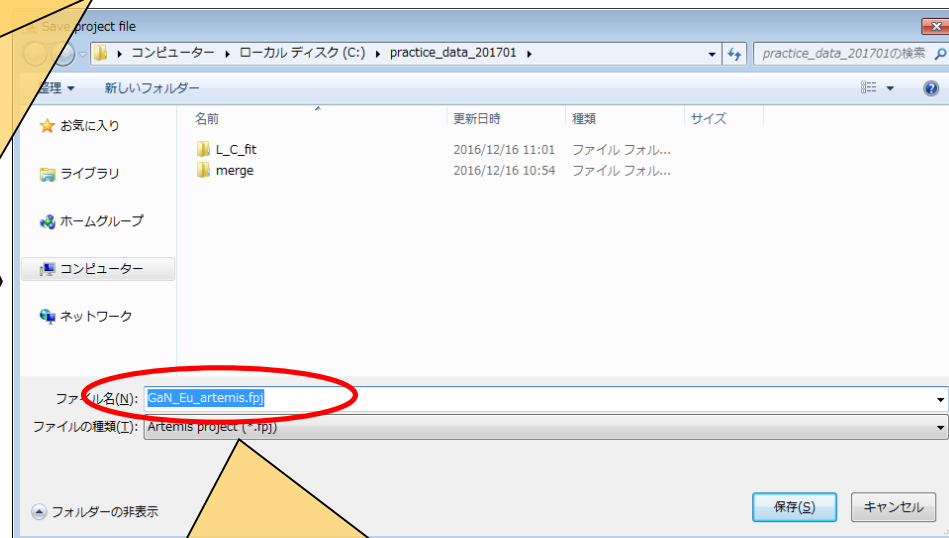 Save project file
コンピューター ▸ ローカル ディスク (C:) ▸ practice_data_201701 ▸
practice_data_201701の検索
整理 ▼ 新しいフォルダー
名前 更新日時 種類 サイズ
お気に入り
L_C_fit 2016/12/16 11:01 ファイル フォル...
merge 2016/12/16 10:54 ファイル フォル...
ライブラリ
ホームグループ
コンピューター
ネットワーク
ファイル名(N): GaN_Eu_artemis.fpj
ファイルの種類(T): Artemis project (*.fpj)
フォルダーの非表示
保存(S) キャンセル